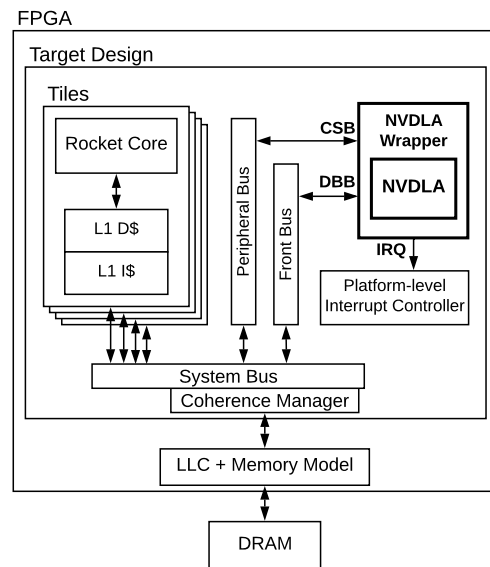 FPGA
Target Design
Tiles
Rocket Core
L1 D$
L1 I$
Peripheral Bus
Front Bus
CSB
DBB
NVDLA
Wrapper
NVDLA
IRQ
Platform-level
Interrupt Controller
System Bus
Coherence Manager
LLC + Memory Model
DRAM